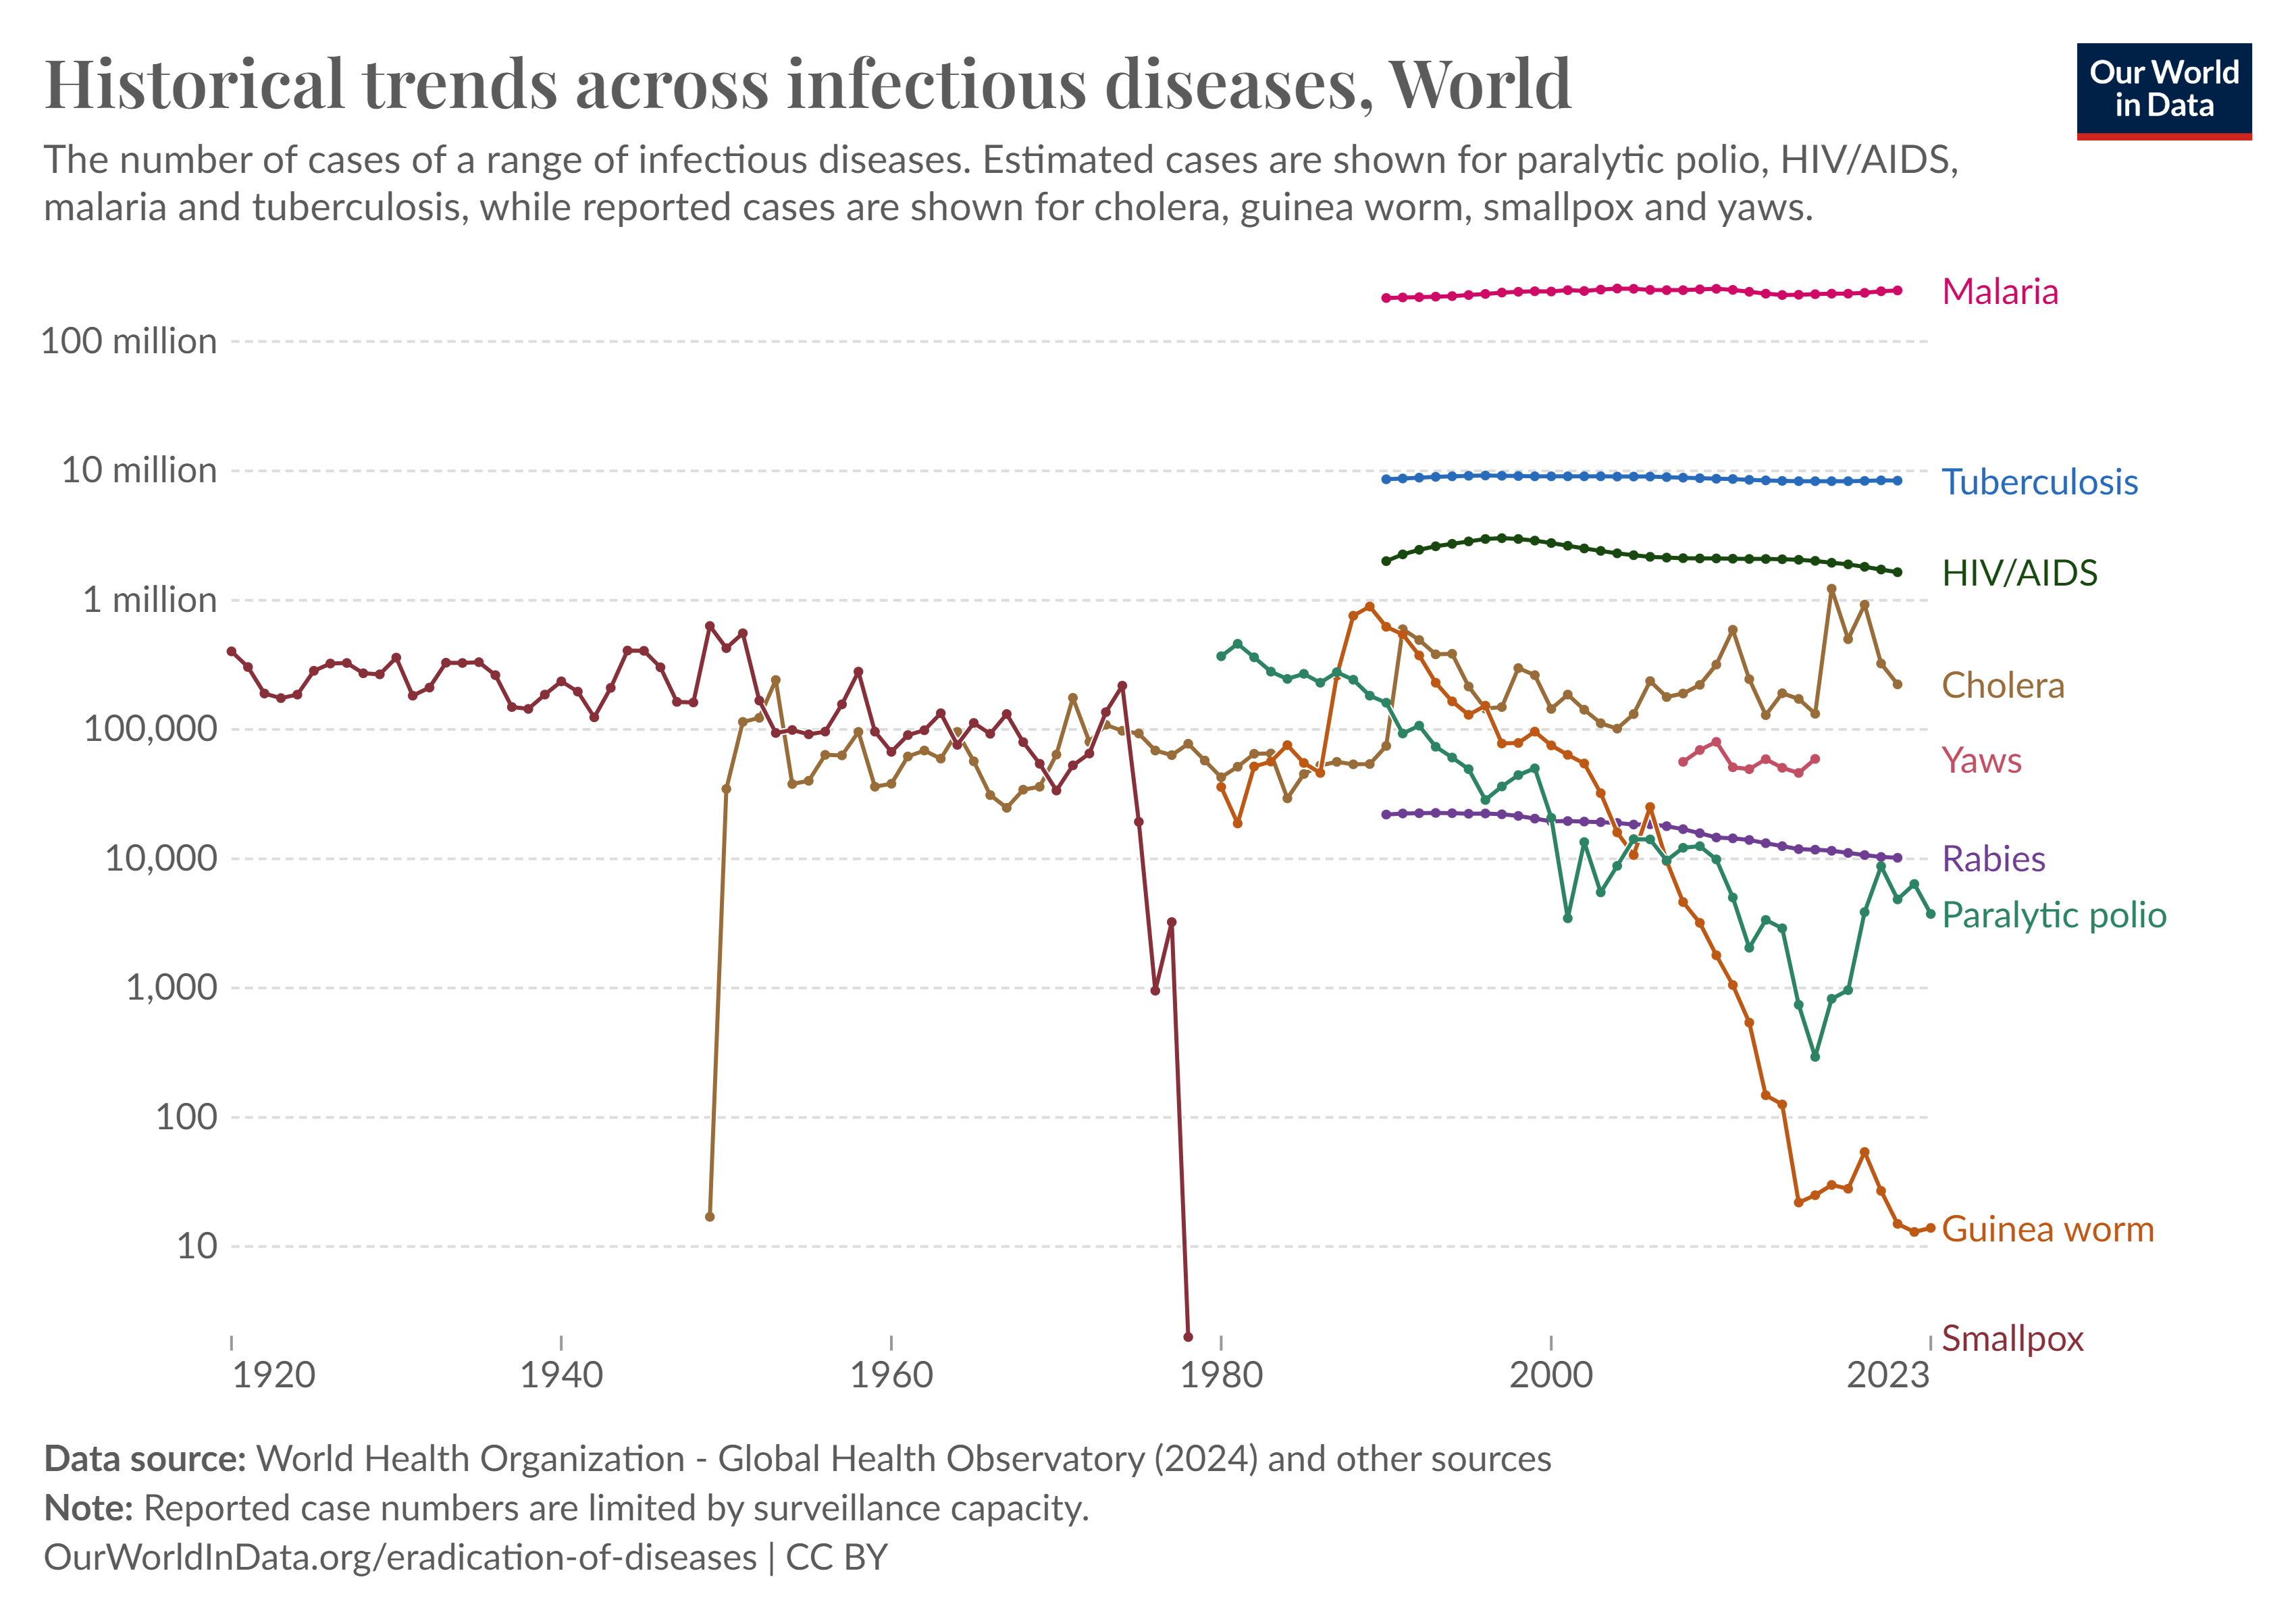 Historical trends across infectious diseases, World
Our World
in Data
The number of cases of a range of infectious diseases. Estimated cases are shown for paralytic polio, HIV/AIDS,
malaria and tuberculosis, while reported cases are shown for cholera, guinea worm, smallpox and yaws.
Malaria
100 million
10 million
Tuberculosis
HIV/AIDS
1 million
Cholera
100,000
Yaws
10,000
Rabies
Paralytic polio
1,000
100
Guinea worm
10
Smallpox
1920
1940
1960
1980
2000
2023
Data source: World Health Organization - Global Health Observatory (2024) and other sources
Note: Reported case numbers are limited by surveillance capacity.
OurWorldInData.org/eradication-of-diseases | CC BY